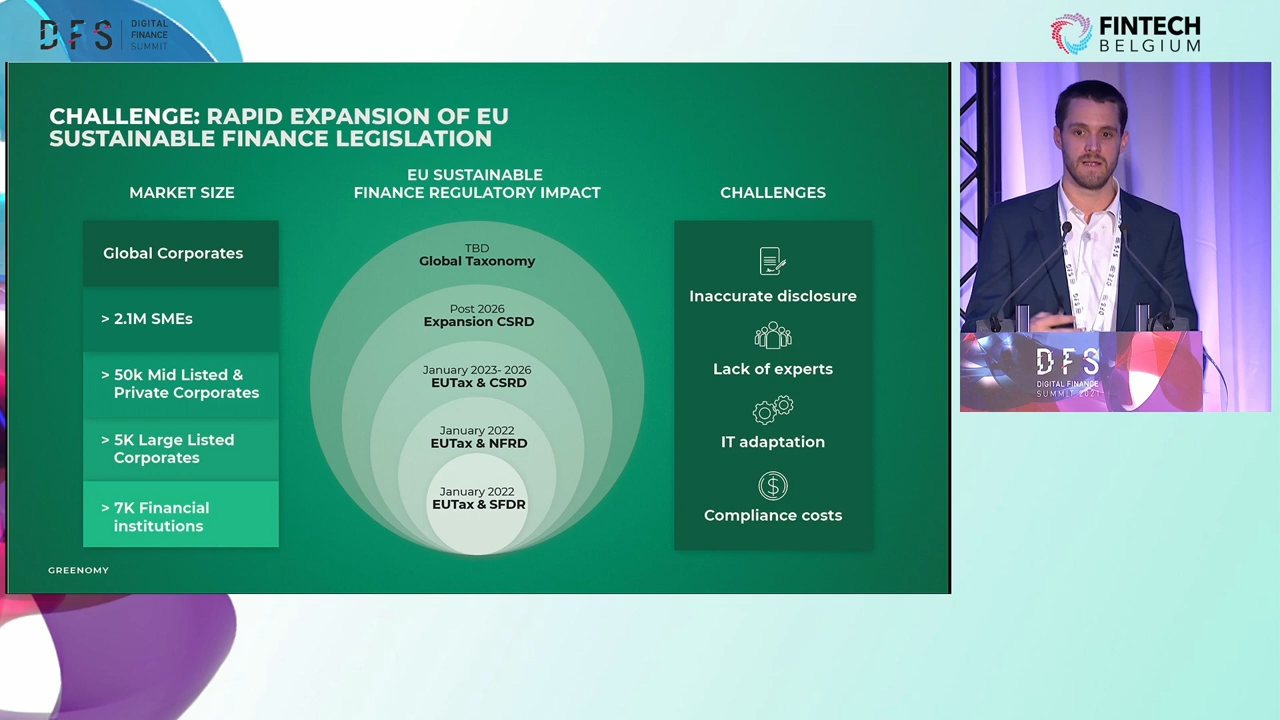 DFS
DIGITAL
FINANCE
SUMMIT
FINTECH
BELGIUM
CHALLENGE: RAPID EXPANSION OF EU
SUSTAINABLE FINANCE LEGISLATION
MARKET SIZE
Global Corporates
> 2.1M SMEs
> 50k Mid Listed &
Private Corporates
> 5K Large Listed
Corporates
> 7K Financial
institutions
EU SUSTAINABLE
FINANCE REGULATORY IMPACT
TBD
Global Taxonomy
Post 2026
Expansion CSRD
January 2023- 2026
EUTax & CSRD
January 2022
EUTax & NFRD
January 2022
EUTax & SFDR
CHALLENGES
Inaccurate disclosure
Lack of experts
IT adaptation
Compliance costs
GREENOMY
DFS
DIGITAL FINANCE
SUMMIT 2021